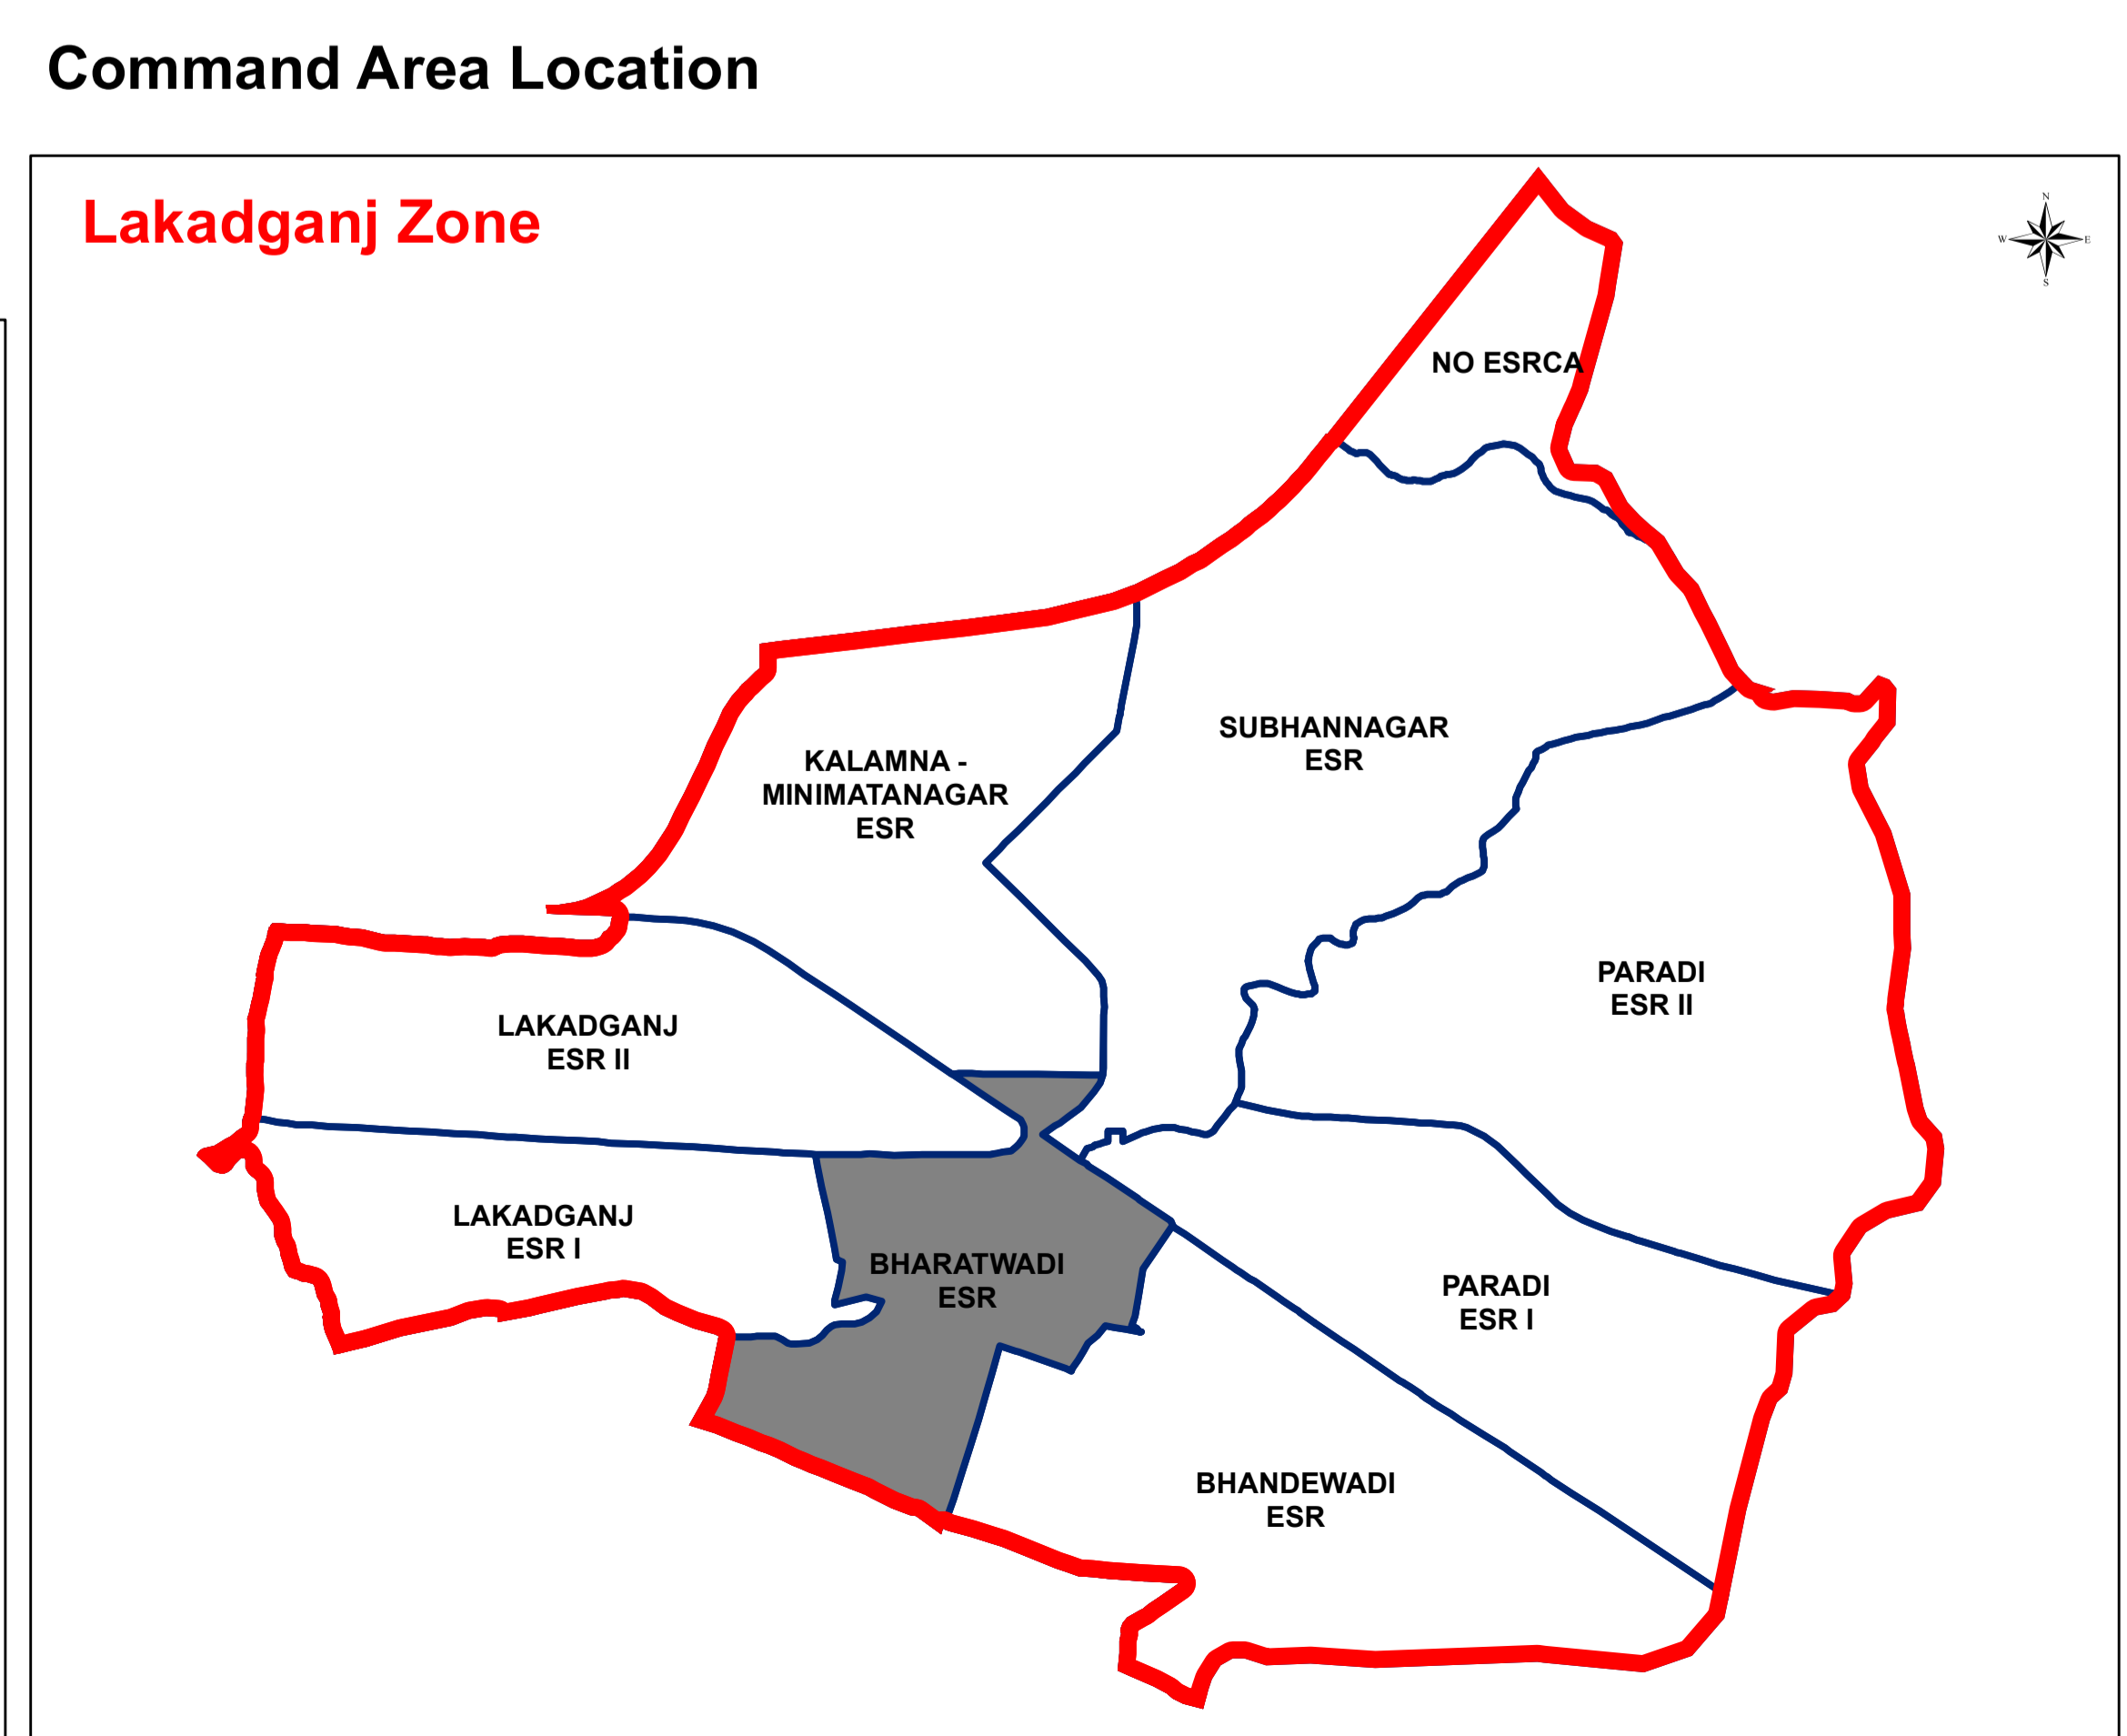 Command Area Location
Lakadganj Zone
N
W
E
S
NO ESRCA
SUBHANNAGAR
ESR
KALAMNA -
MINIMATANAGAR
ESR
PARADI
ESR II
LAKADGANJ
ESR II
LAKADGANJ
ESR I
BHARATWADI
ESR
PARADI
ESR I
BHANDEWADI
ESR